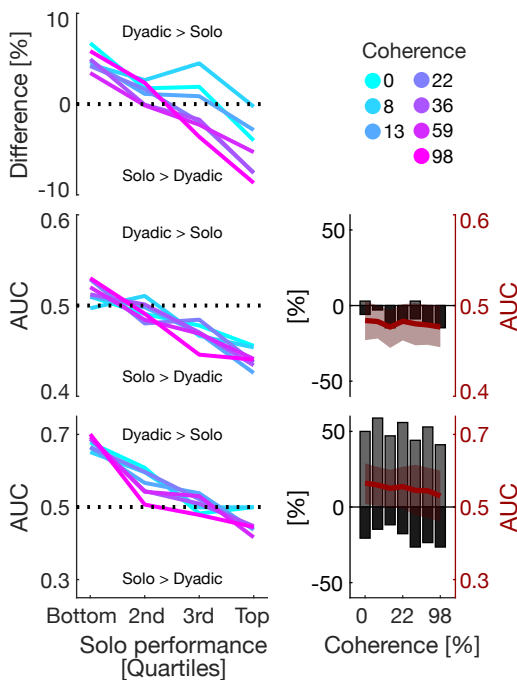 10
Dyadic > Solo
Difference [%]
0
Solo > Dyadic
-10
Coherence
0
22
8
36
13
59
98
0.6
Dyadic > Solo
AUC
0.5
Solo > Dyadic
0.4
50
[%]
0
-50
0.6
AUC
0.5
0.4
0.7
Dyadic > Solo
AUC
0.5
0.3
Solo > Dyadic
Bottom 2nd 3rd Top
Solo performance
[Quartiles]
50
[%]
0
-50
0.7
AUC
0.5
0.3
0 22 98
Coherence [%]